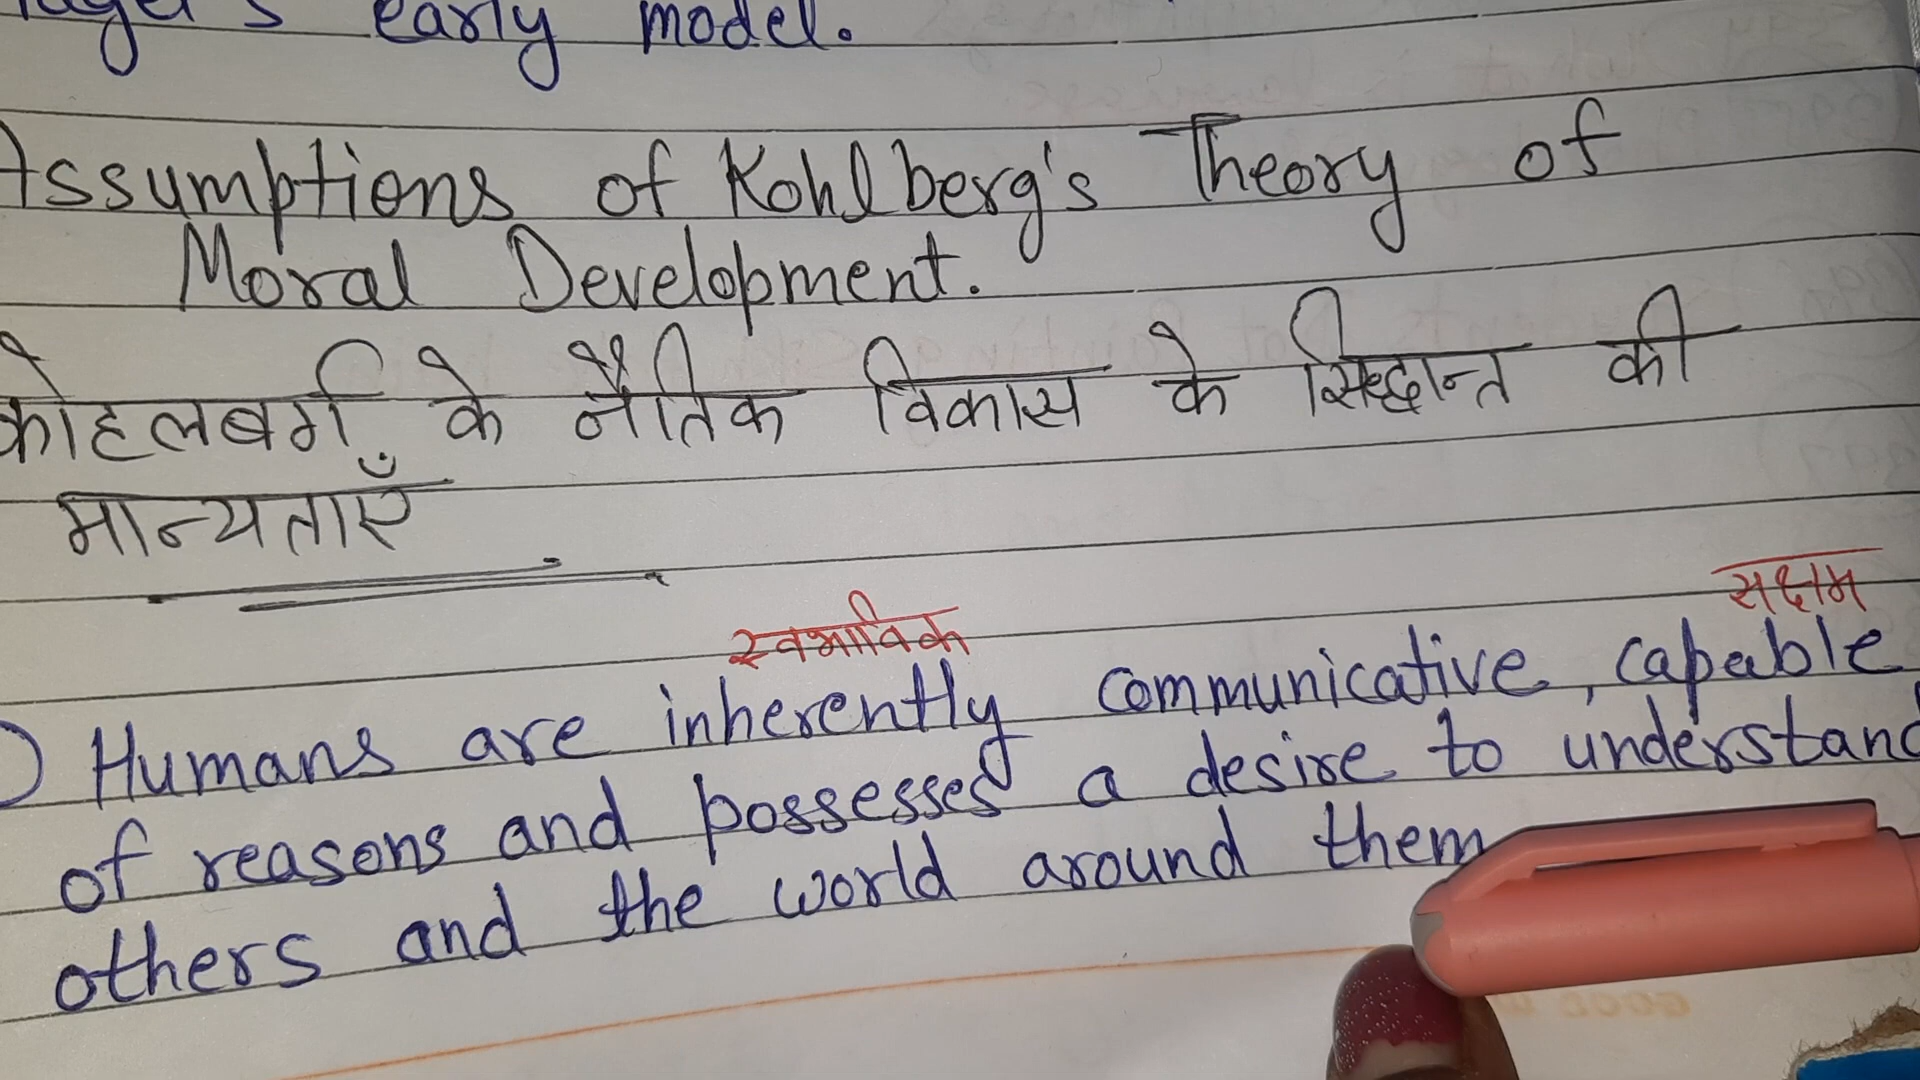 early model.
Assumptions of Kohlberg's Theory of
Moral Development.
कोहलबर्ग के नैतिक विकास के सिद्धान्त की
मान्यताएँ
स्वभाविक
सक्षम
Humans are inherently communicative, capable
of reasons and possesses a desire to understand
others and the world around them